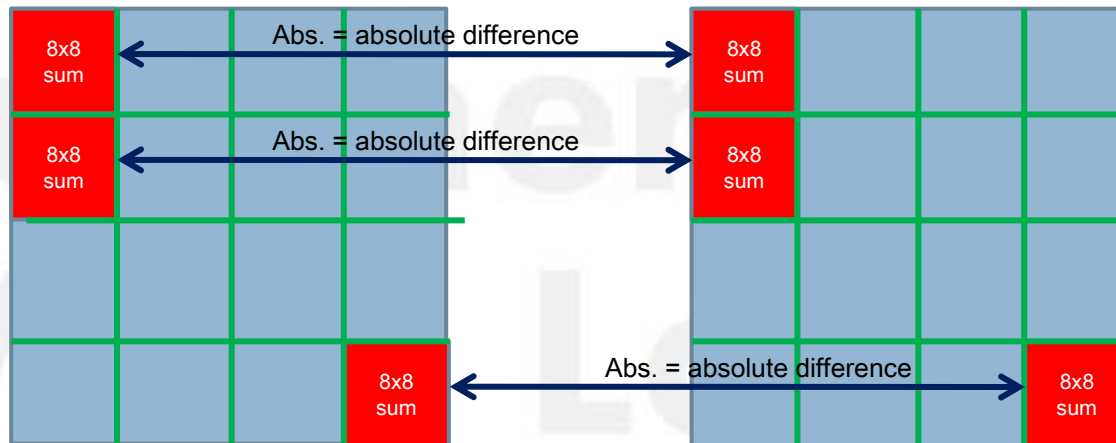 Abs. = absolute difference
8x8
sum
8x8
sum
Abs. = absolute difference
8x8
sum
8x8
sum
Abs. = absolute difference
8x8
sum
8x8
sum